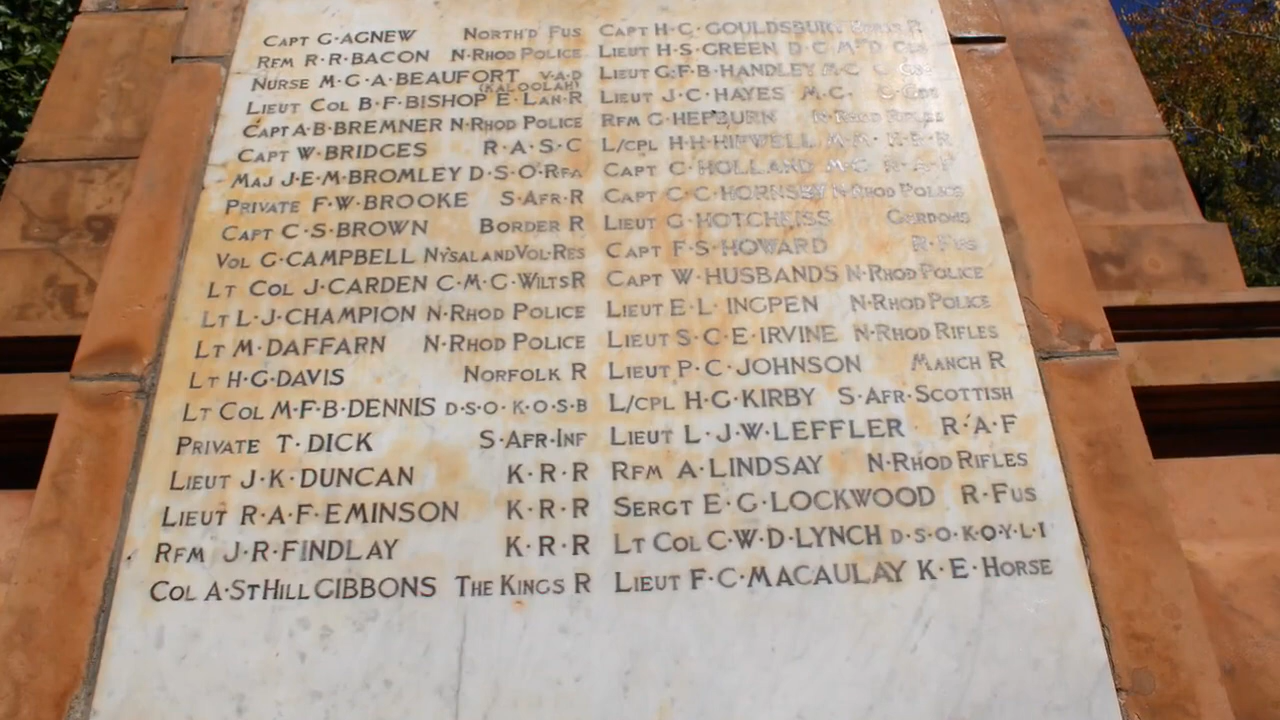 CAPT G·AGNEW NORTH'D FUS
RFM R·R·BACON N·RHOD POLICE
NURSE M·G·A·BEAUFORT V·A·D
(KALOOLAH)
LIEUT COL B·F·BISHOP E·LAN·R
CAPT A·B·BREMNER N·RHOD POLICE
CAPT W·BRIDGES R·A·S·C
MAJ J·E·M·BROMLEY D·S·O·RFA
PRIVATE F·W·BROOKE S·AFR·R
CAPT C·S·BROWN BORDER R
VOL G·CAMPBELL NYSALAND VOL·RES
LT COL J·CARDEN C·M·G·WILTS R
LT L·J·CHAMPION N·RHOD POLICE
LT M·DAFFARN N·RHOD POLICE
LT H·G·DAVIS NORFOLK R
LT COL M·F·B·DENNIS D·S·O·K·O·S·B
PRIVATE T·DICK S·AFR·INF
LIEUT J·K·DUNCAN K·R·R
LIEUT R·A·F·EMINSON K·R·R
RFM J·R·FINDLAY K·R·R
COL A·ST HILL GIBBONS THE KINGS R
CAPT H·C·GOULDSBURY R
LIEUT H·S·GREEN D·C·M
LIEUT G·F·B·HANDLEY M·C
LIEUT J·C·HAYES M·C·
RFM G·HEPBURN N·RHOD RIFLES
L/CPL H·H·HIPWELL M·M·
CAPT C·HOLLAND M·C R·A·F
CAPT C·C·HORNSBY N·RHOD POLICE
LIEUT G·HOTCHKISS GORDONS
CAPT F·S·HOWARD R·FUS
CAPT W·HUSBANDS N·RHOD POLICE
LIEUT E·L·INGPEN N·RHOD POLICE
LIEUT S·C·E·IRVINE N·RHOD RIFLES
LIEUT P·C·JOHNSON MANCH R
L/CPL H·G·KIRBY S·AFR·SCOTTISH
LIEUT L·J·W·LEFFLER R·A·F
RFM A·LINDSAY N·RHOD RIFLES
SERGT E·G·LOCKWOOD R·FUS
LT COL C·W·D·LYNCH D·S·O·K·O·Y·L·I
LIEUT F·C·MACAULAY K·E·HORSE